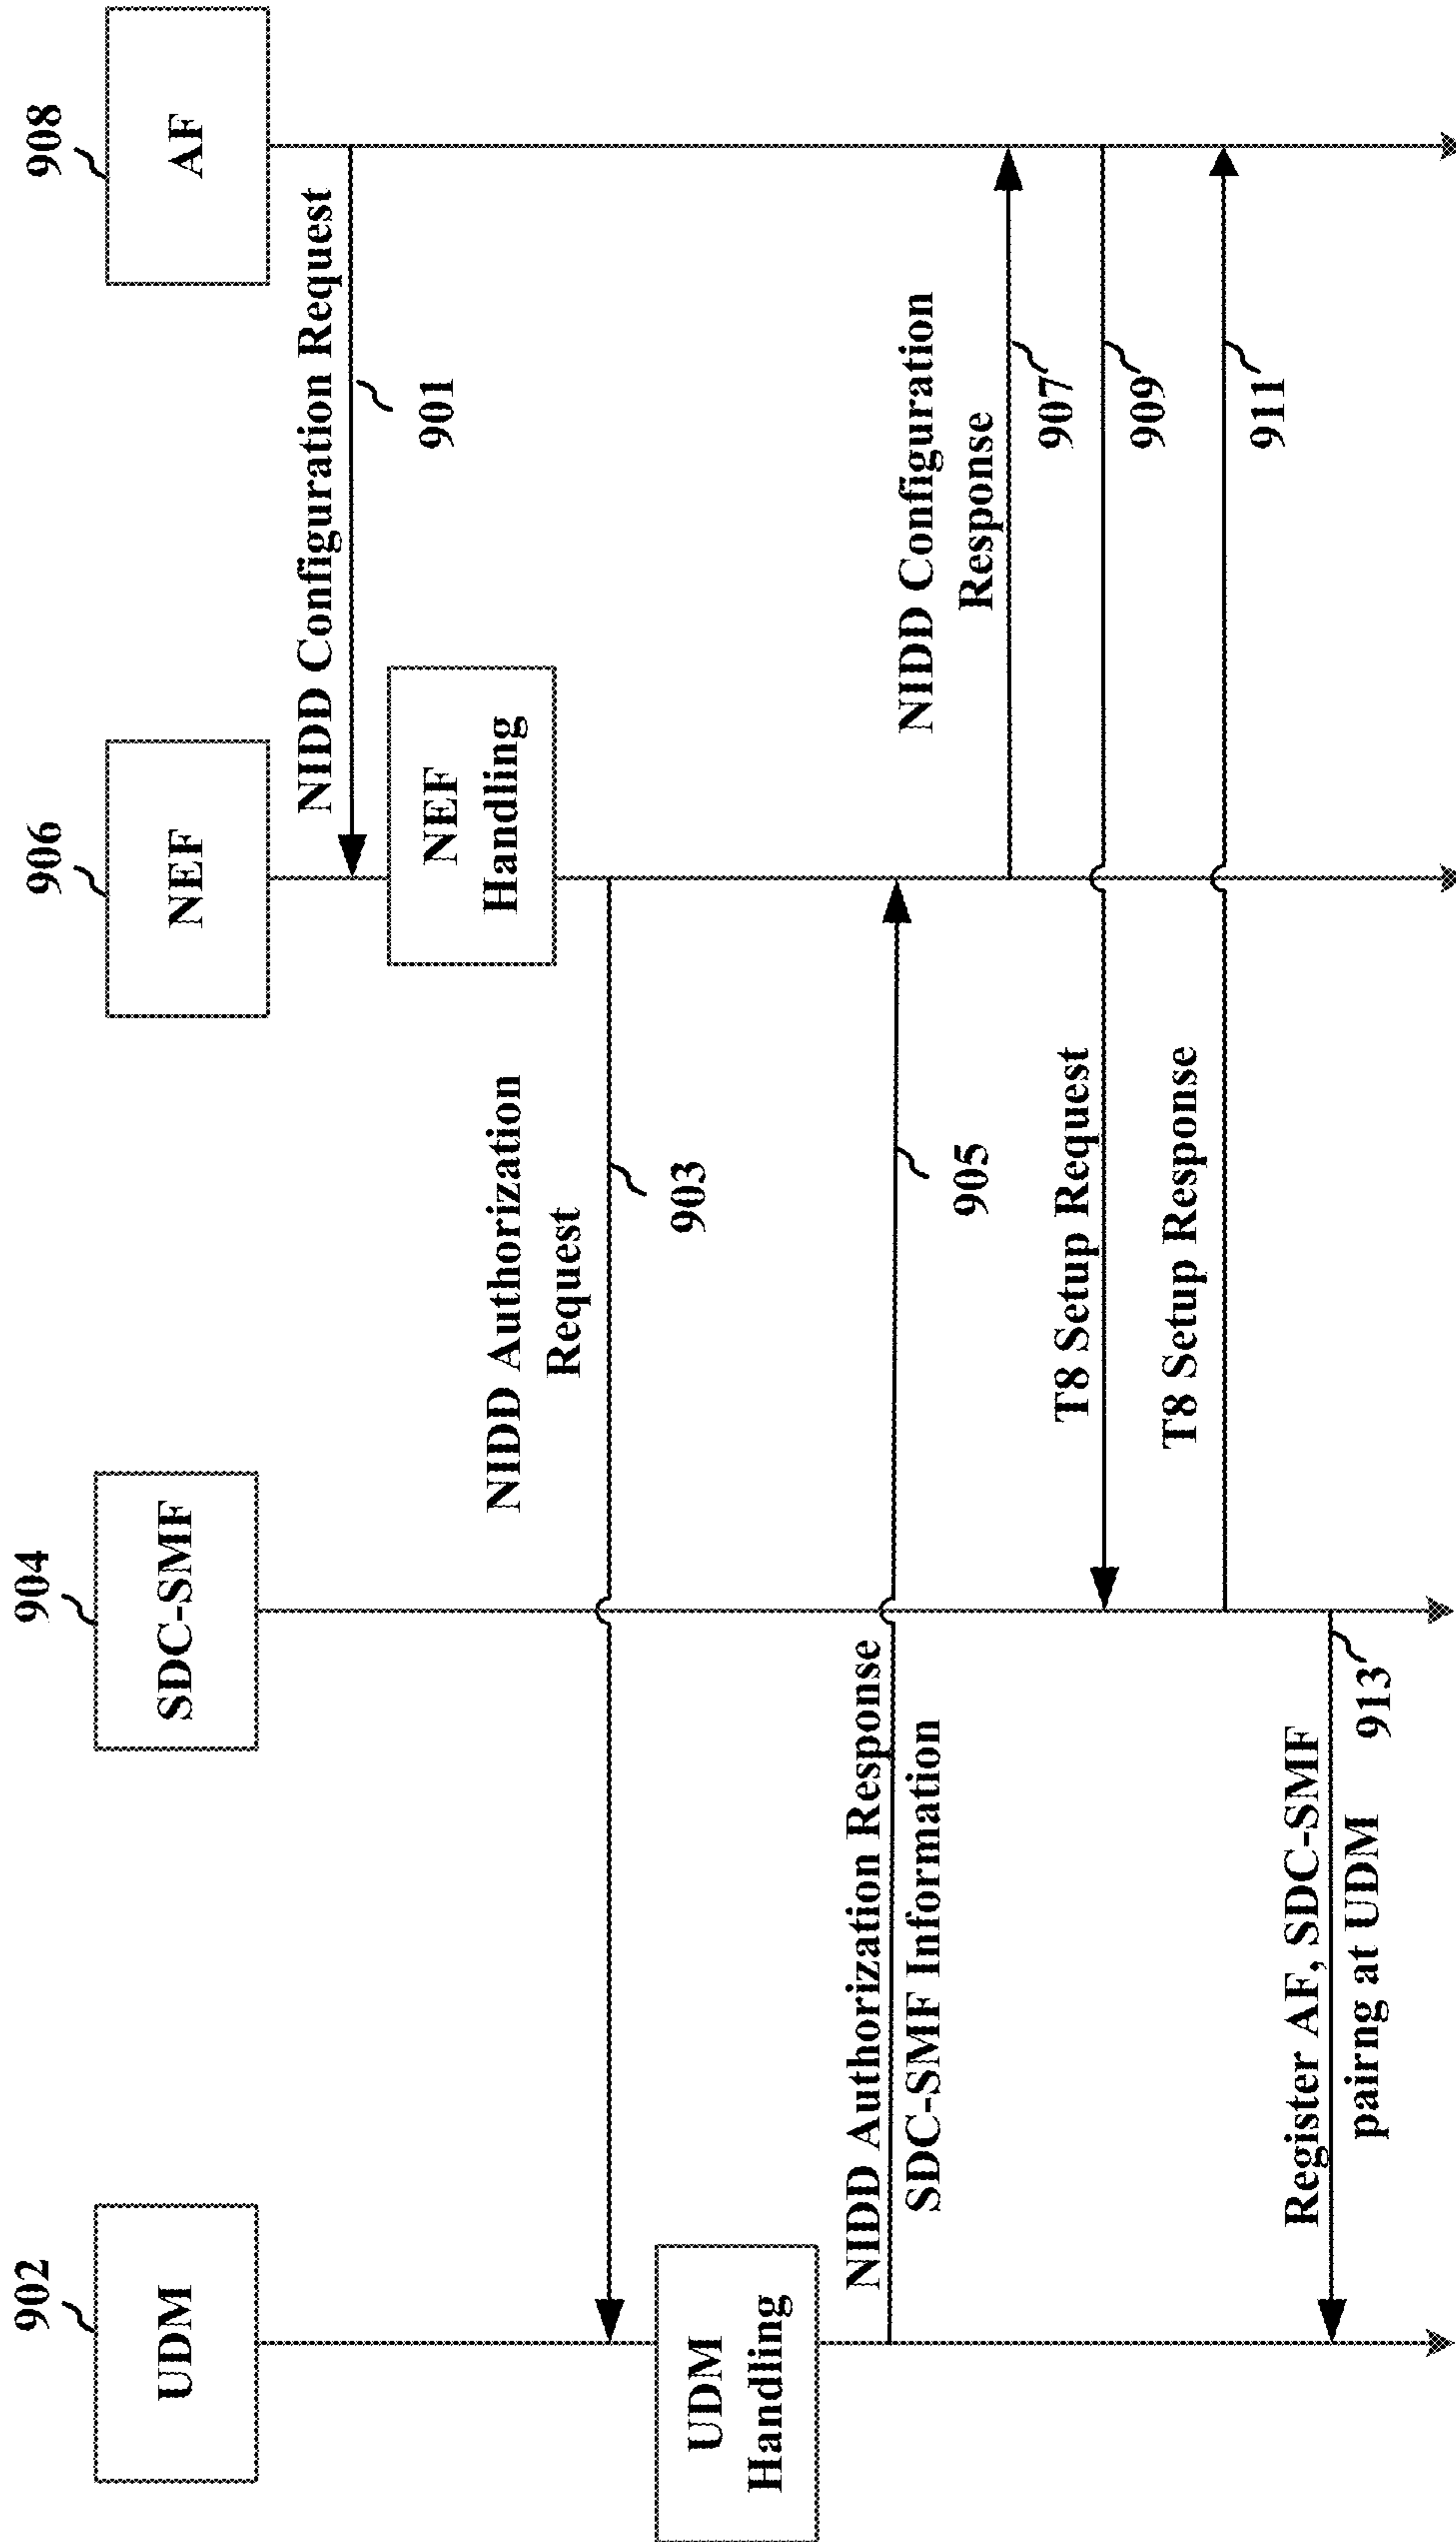 902
UDM
904
SDC-SMF
906
NEF
908
AF
NIDD Configuration Request
901
NEF
Handling
NIDD Authorization
Request
903
UDM
Handling
NIDD Authorization Response
SDC-SMF Information
905
NIDD Configuration
Response
907
T8 Setup Request
909
T8 Setup Response
911
Register AF, SDC-SMF
pairng at UDM
913